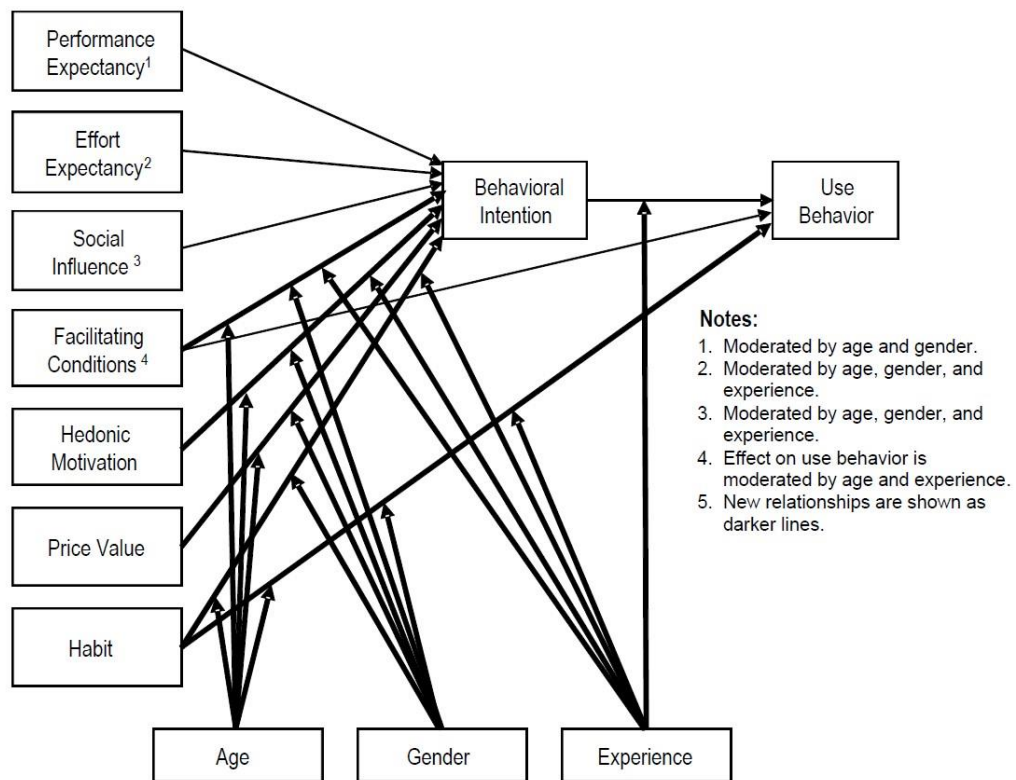 Performance
Expectancy¹
Effort
Expectancy²
Social
Influence ³
Facilitating
Conditions ⁴
Hedonic
Motivation
Price Value
Habit
Behavioral
Intention
Use
Behavior
Notes:
1. Moderated by age and gender.
2. Moderated by age, gender, and
experience.
3. Moderated by age, gender, and
experience.
4. Effect on use behavior is
moderated by age and experience.
5. New relationships are shown as
darker lines.
Age
Gender
Experience